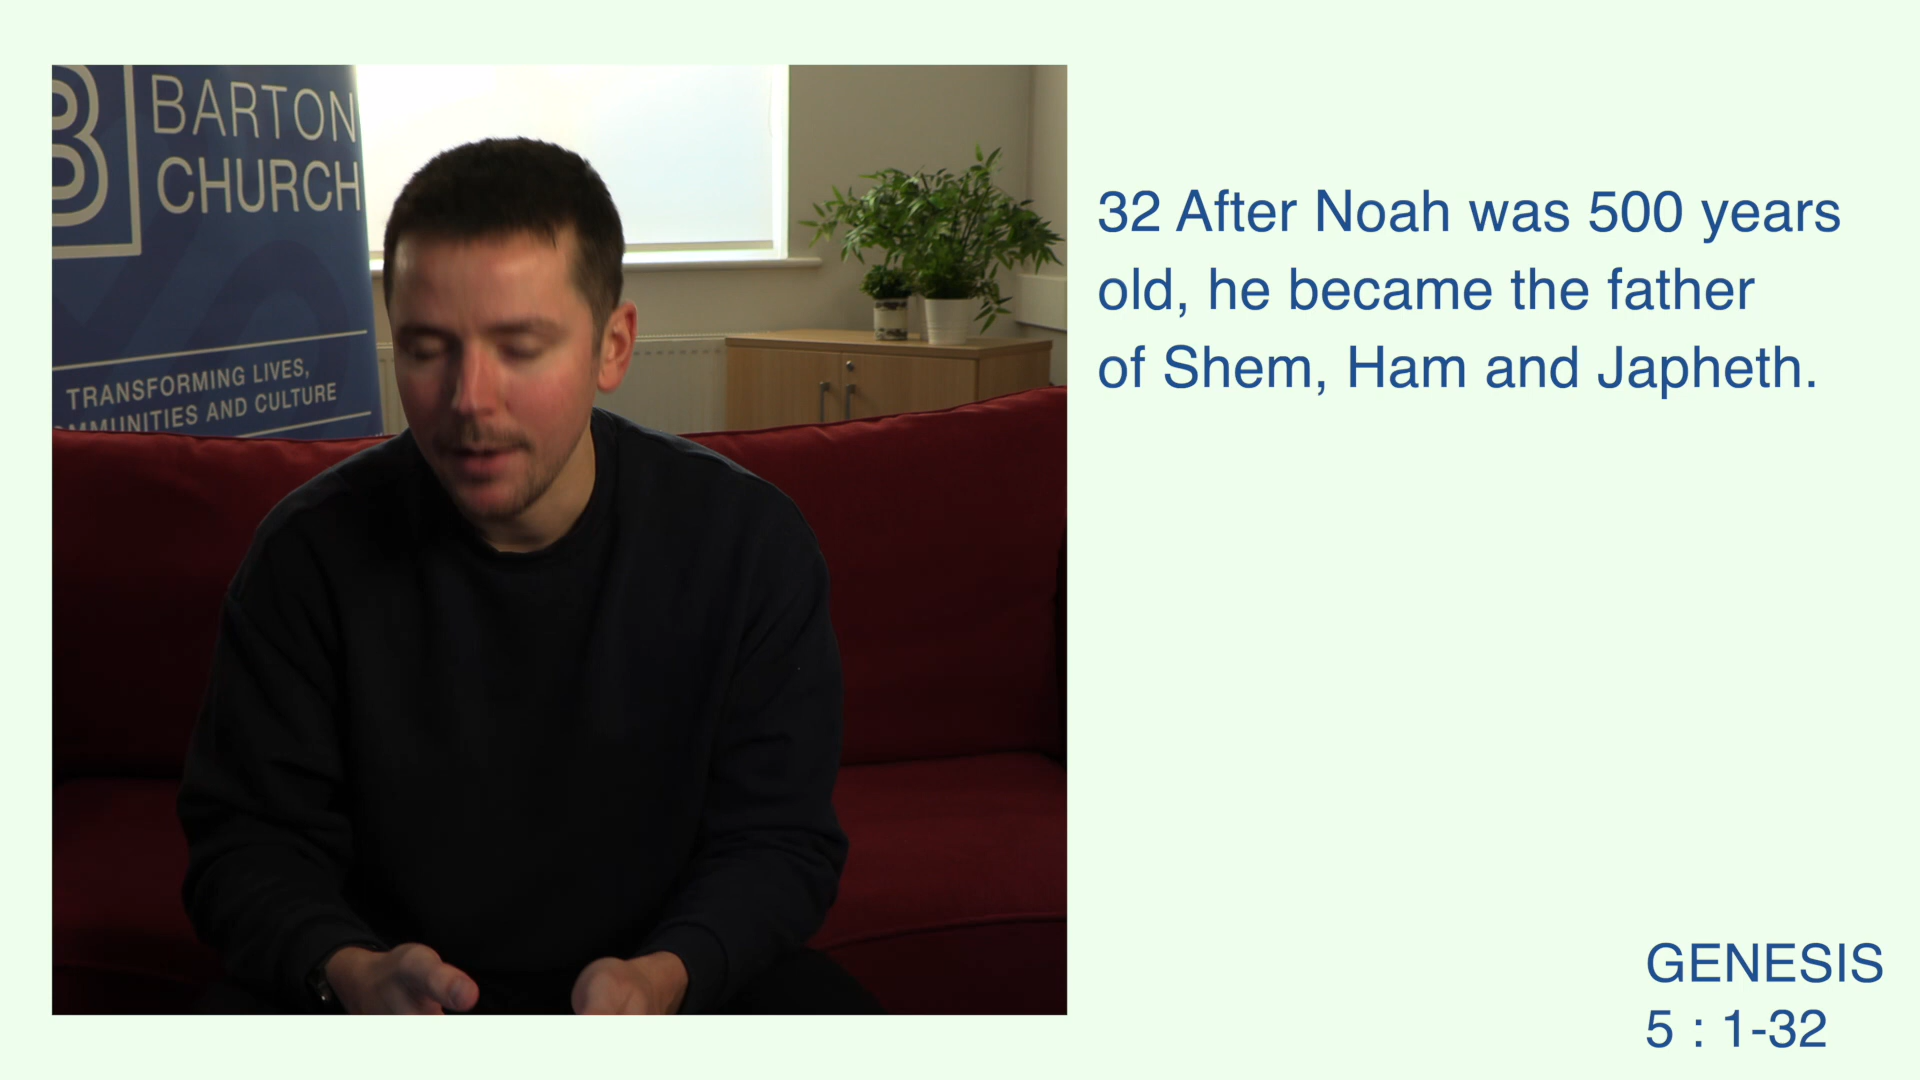 B
BARTON
CHURCH
TRANSFORMING LIVES,
MMUNITIES AND CULTURE
32 After Noah was 500 years
old, he became the father
of Shem, Ham and Japheth.
GENESIS
5 : 1-32